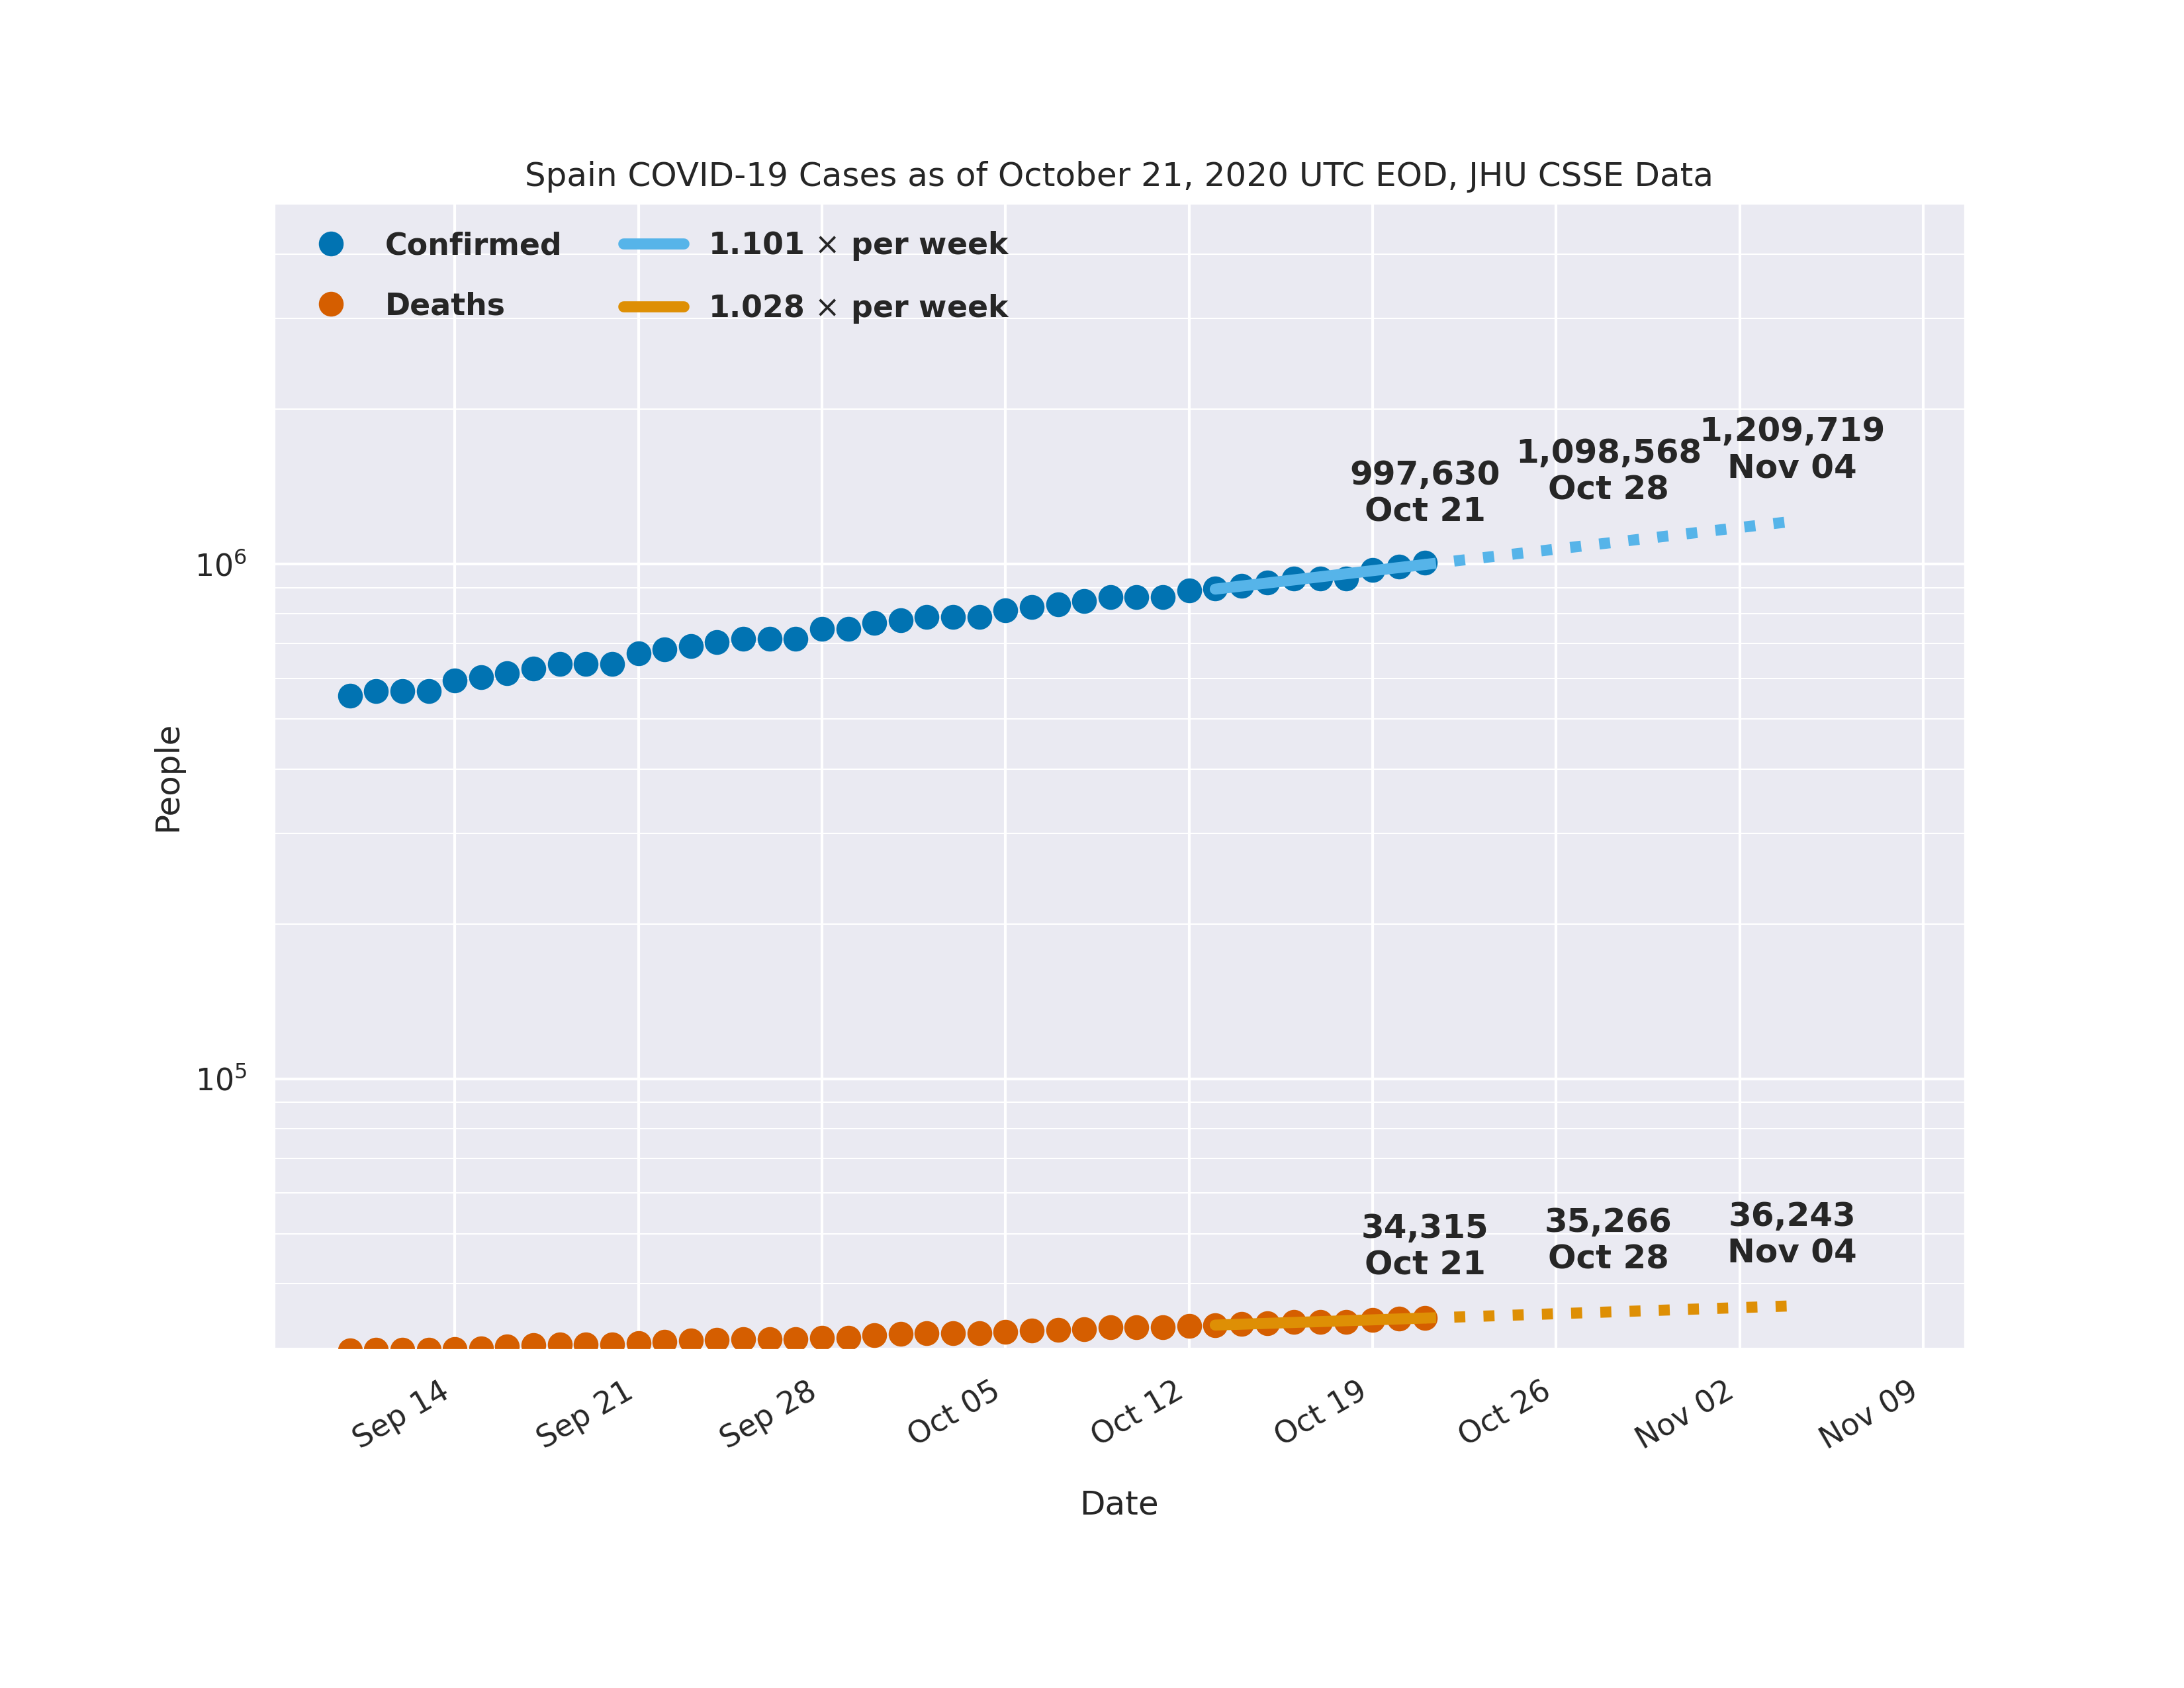 Spain COVID-19 Cases as of October 21, 2020 UTC EOD, JHU CSSE Data
Confirmed
Deaths
1.101 × per week
1.028 × per week
1,209,719
Nov 04
1,098,568
Oct 28
997,630
Oct 21
10⁶
People
10⁵
34,315
Oct 21
35,266
Oct 28
36,243
Nov 04
Sep 14
Sep 21
Sep 28
Oct 05
Oct 12
Oct 19
Oct 26
Nov 02
Nov 09
Date